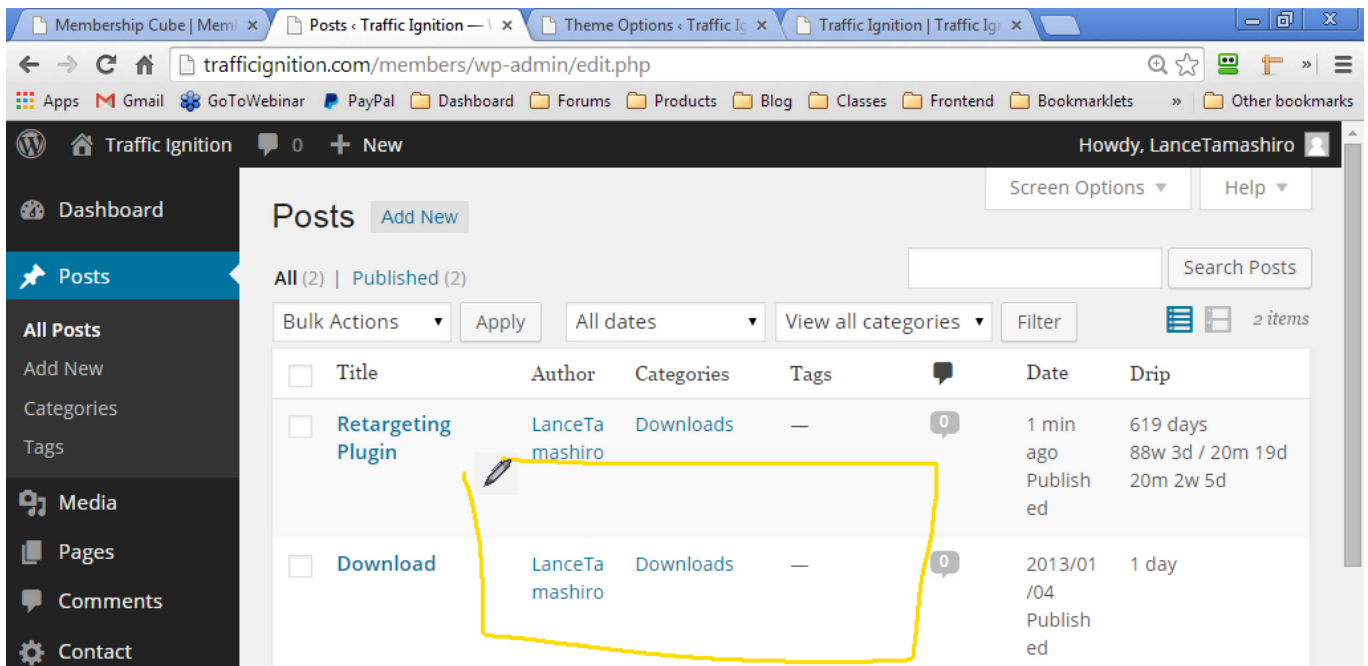 Membership Cube | Mem
Posts ‹ Traffic Ignition —
Theme Options ‹ Traffic Ig
Traffic Ignition | Traffic Ig
trafficignition.com/members/wp-admin/edit.php
Apps Gmail GoToWebinar PayPal Dashboard Forums Products Blog Classes Frontend Bookmarklets » Other bookmarks
Traffic Ignition 0 + New Howdy, LanceTamashiro
Screen Options ▼ Help ▼
Dashboard
Posts
All Posts
Add New
Categories
Tags
Media
Pages
Comments
Contact
Posts Add New
All (2) | Published (2)
Search Posts
Bulk Actions Apply All dates View all categories Filter 2 items
Title Author Categories Tags Date Drip
Retargeting
Plugin
LanceTa
mashiro
Downloads
—
0
1 min
ago
Publish
ed
619 days
88w 3d / 20m 19d
20m 2w 5d
Download
LanceTa
mashiro
Downloads
—
0
2013/01
/04
Publish
ed
1 day